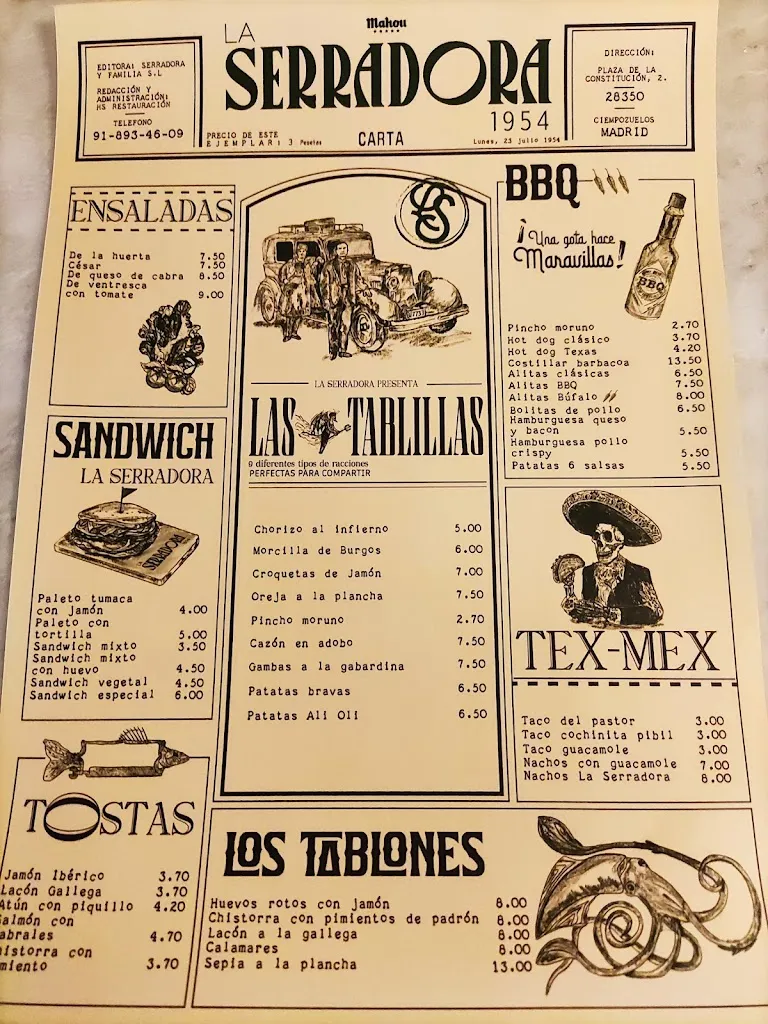 Mahou
LA
SERRADORA
1954
EDITORA: SERRADORA
Y FAMILIA S.L
REDACCIÓN Y
ADMINISTRACIÓN:
HS RESTAURACIÓN
TELEFONO
91-893-46-09
PRECIO DE ESTE
EJEMPLAR: 3 Pesetas
CARTA
Lunes, 23 julio 1954
DIRECCIÓN:
PLAZA DE LA
CONSTITUCIÓN, 2.
28350
CIEMPOZUELOS
MADRID
ENSALADAS
De la huerta 7.50
César 7.50
De queso de cabra 8.50
De ventresca
con tomate 9.00
SANDWICH
LA SERRADORA
SERRADORA
Paleto tumaca
con jamón 4.00
Paleto con
tortilla 5.00
Sandwich mixto 3.50
Sandwich mixto
con huevo 4.50
Sandwich vegetal 4.50
Sandwich especial 6.00
TOSTAS
Jamón Ibérico 3.70
Lacón Gallega 3.70
Atún con piquillo 4.20
salmón con
abrales 4.70
historra con
miento 3.70
LS
LA SERRADORA PRESENTA
LAS TABLILLAS
9 diferentes tipos de racciones
PERFECTAS PARA COMPARTIR
Chorizo al infierno 5.00
Morcilla de Burgos 6.00
Croquetas de Jamón 7.00
Oreja a la plancha 7.50
Pincho moruno 2.70
Cazón en adobo 7.50
Gambas a la gabardina 7.50
Patatas bravas 6.50
Patatas Ali Oli 6.50
BBQ
¡Una gota hace
Maravillas!
BBQ
Pincho moruno 2.70
Hot dog clásico 3.70
Hot dog Texas 4.20
Costillar barbacoa 13.50
Alitas clásicas 6.50
Alitas BBQ 7.50
Alitas Búfalo 8.00
Bolitas de pollo 6.50
Hamburguesa queso
y bacon 5.50
Hamburguesa pollo
crispy 5.50
Patatas 6 salsas 5.50
TEX-MEX
Taco del pastor 3.00
Taco cochinita pibil 3.00
Taco guacamole 3.00
Nachos con guacamole 7.00
Nachos La Serradora 8.00
LOS TABLONES
Huevos rotos con jamón 8.00
Chistorra con pimientos de padrón 8.00
Lacón a la gallega 8.00
Calamares 8.00
Sepia a la plancha 13.00